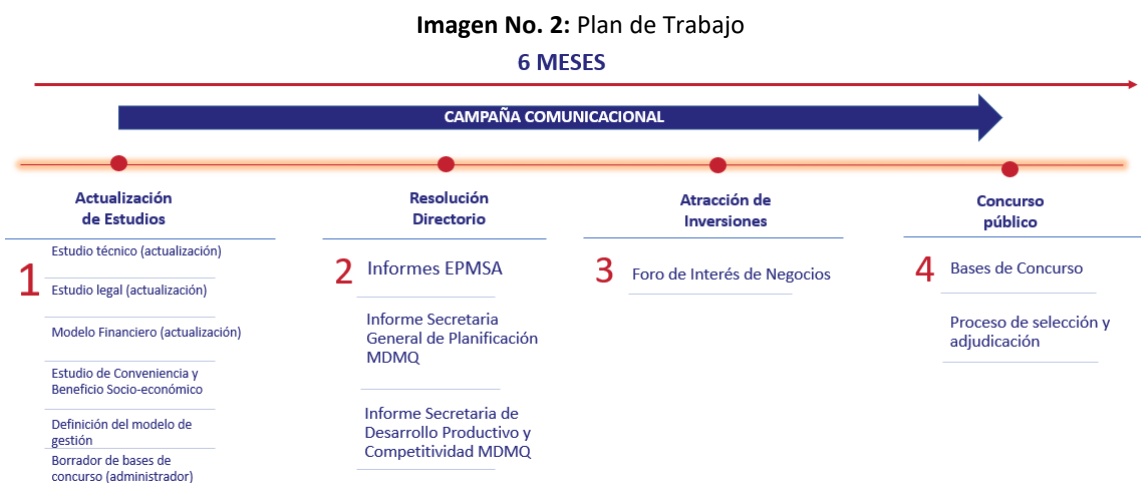 Imagen No. 2: Plan de Trabajo
6 MESES
CAMPAÑA COMUNICACIONAL
Actualización
de Estudios
1
Estudio técnico (actualización)
Estudio legal (actualización)
Modelo Financiero (actualización)
Estudio de Conveniencia y
Beneficio Socio-económico
Definición del modelo de
gestión
Borrador de bases de
concurso (administrador)
Resolución
Directorio
2
Informes EPMSA
Informe Secretaria
General de Planificación
MDMQ
Informe Secretaria de
Desarrollo Productivo y
Competitividad MDMQ
Atracción de
Inversiones
3
Foro de Interés de Negocios
Concurso
público
4
Bases de Concurso
Proceso de selección y
adjudicación